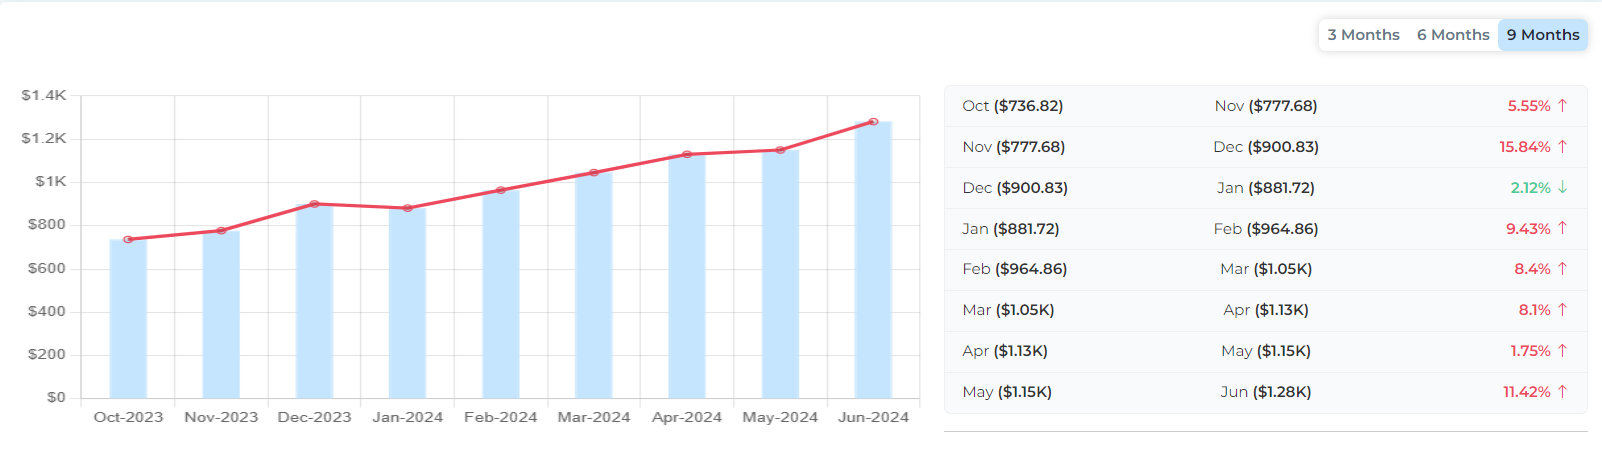 3 Months 6 Months 9 Months
$1.4K
$1.2K
$1K
$800
$600
$400
$200
$0
Oct-2023 Nov-2023 Dec-2023 Jan-2024 Feb-2024 Mar-2024 Apr-2024 May-2024 Jun-2024
Oct ($736.82) Nov ($777.68) 5.55% ↑
Nov ($777.68) Dec ($900.83) 15.84% ↑
Dec ($900.83) Jan ($881.72) 2.12% ↓
Jan ($881.72) Feb ($964.86) 9.43% ↑
Feb ($964.86) Mar ($1.05K) 8.4% ↑
Mar ($1.05K) Apr ($1.13K) 8.1% ↑
Apr ($1.13K) May ($1.15K) 1.75% ↑
May ($1.15K) Jun ($1.28K) 11.42% ↑